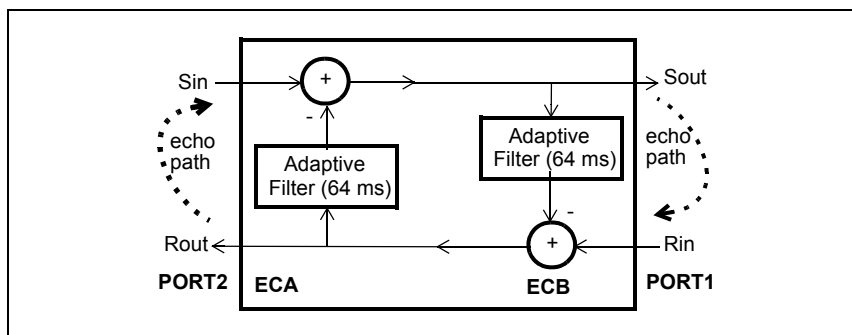 Sin
+
Sout
-
echo
path
Adaptive
Filter (64 ms)
Adaptive
Filter (64 ms)
echo
path
-
Rout
+
Rin
PORT2
ECA
ECB
PORT1